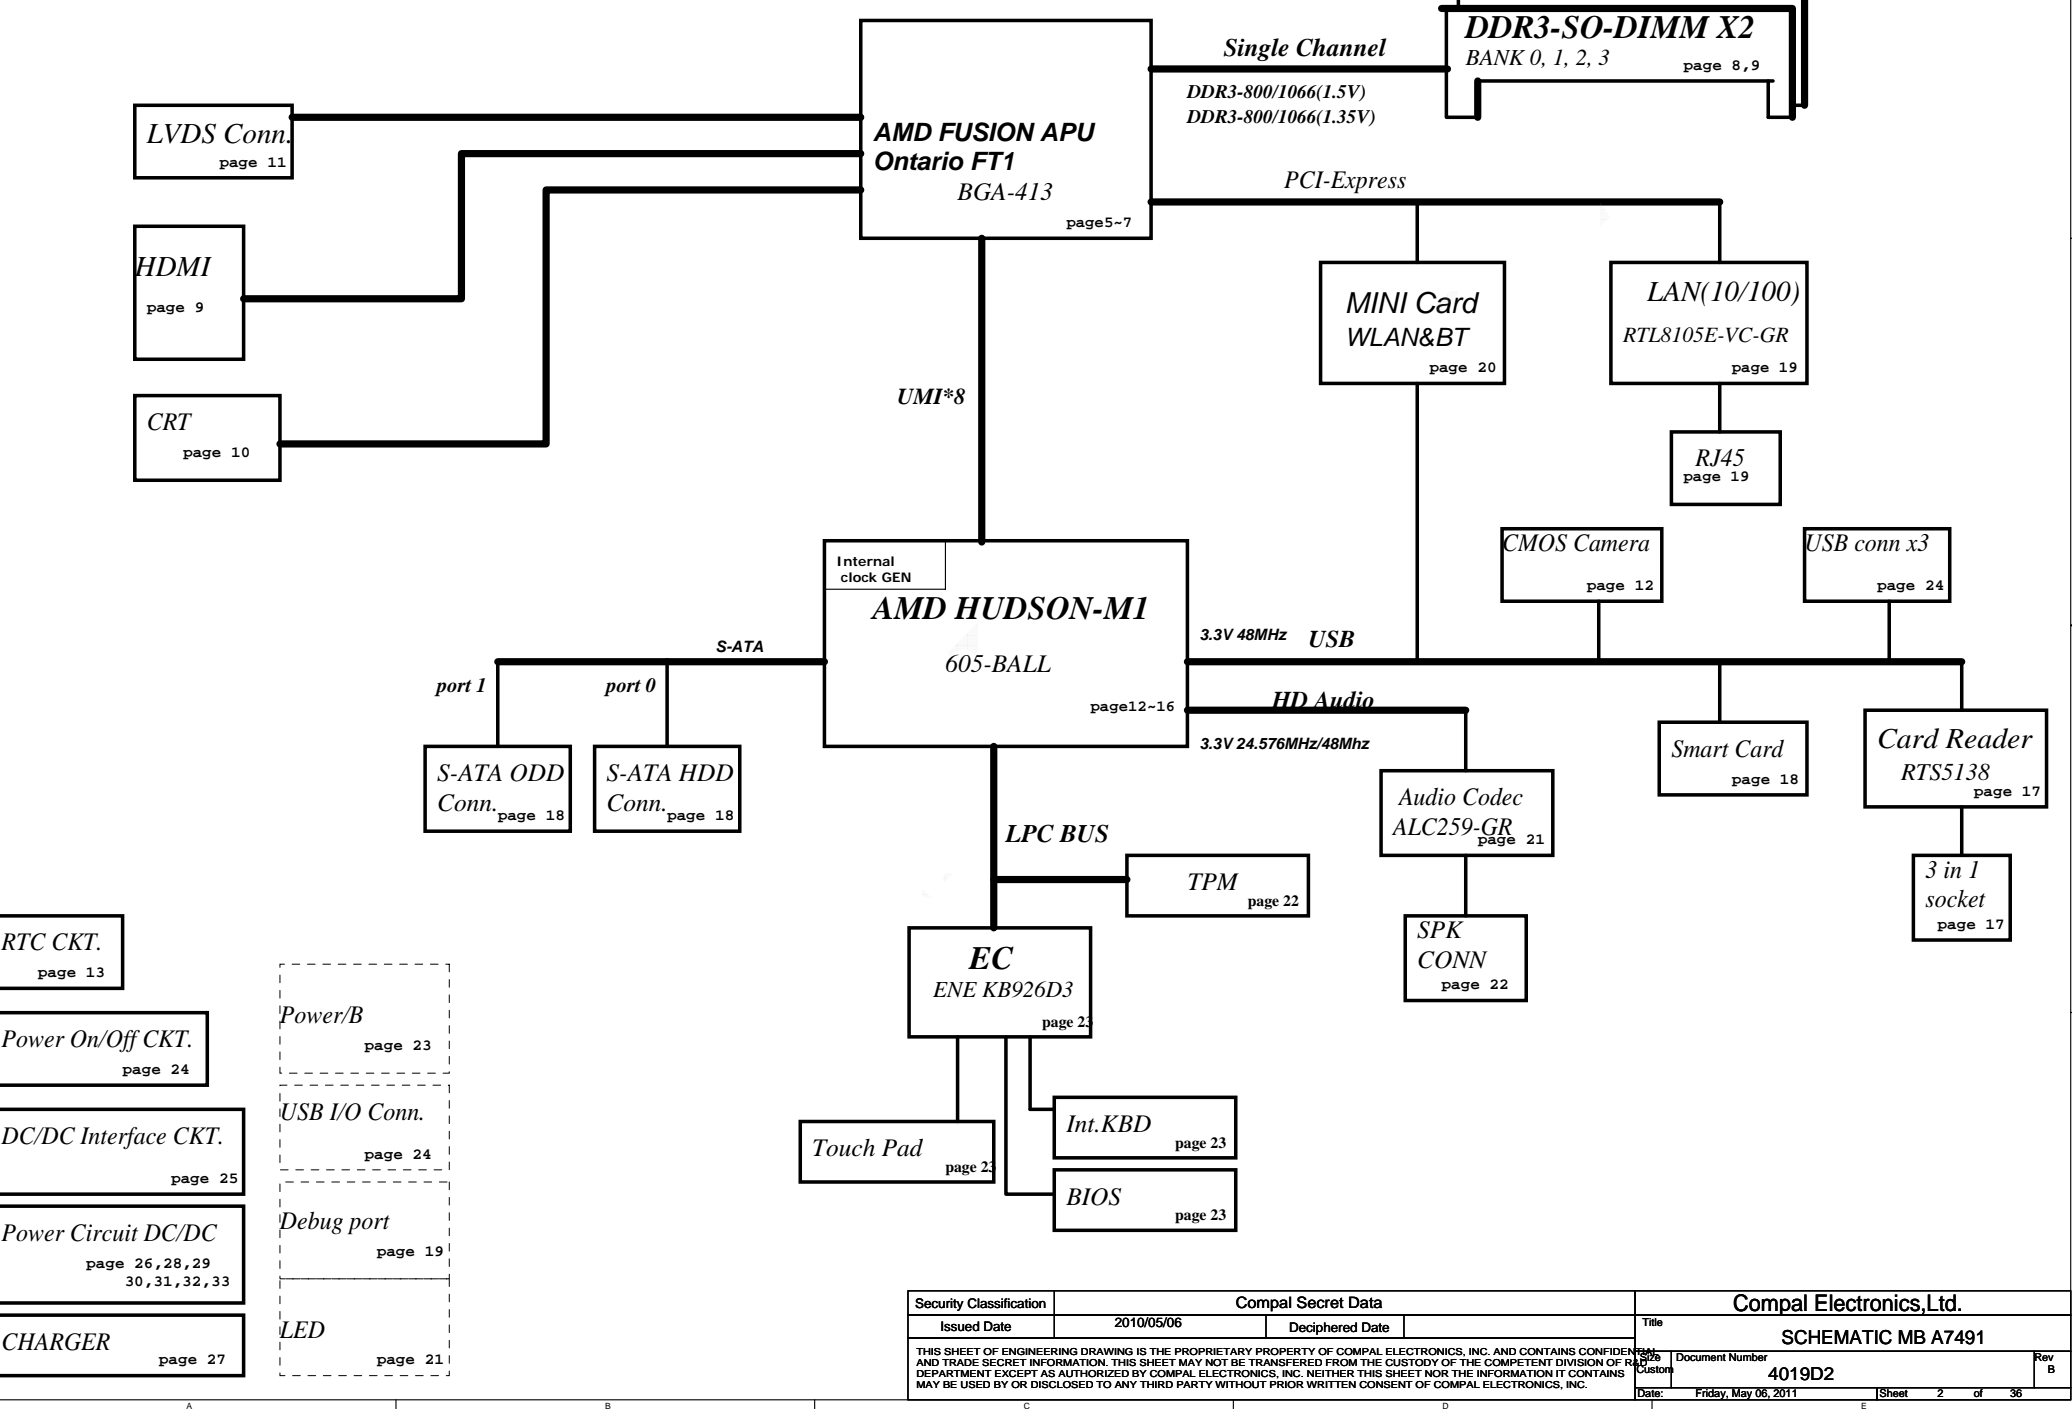 DDR3-SO-DIMM X2
BANK 0, 1, 2, 3
page 8,9
Single Channel
DDR3-800/1066(1.5V)
DDR3-800/1066(1.35V)
AMD FUSION APU
Ontario FT1
BGA-413
page5~7
LVDS Conn.
page 11
HDMI
page 9
CRT
page 10
PCI-Express
MINI Card
WLAN&BT
page 20
LAN(10/100)
RTL8105E-VC-GR
page 19
RJ45
page 19
UMI*8
Internal
clock GEN
AMD HUDSON-M1
605-BALL
page12~16
CMOS Camera
page 12
USB conn x3
page 24
3.3V 48MHz
USB
HD Audio
3.3V 24.576MHz/48Mhz
S-ATA
port 1
port 0
S-ATA ODD
Conn.
page 18
S-ATA HDD
Conn.
page 18
Smart Card
page 18
Card Reader
RTS5138
page 17
3 in 1
socket
page 17
Audio Codec
ALC259-GR
page 21
SPK
CONN
page 22
LPC BUS
TPM
page 22
EC
ENE KB926D3
page 23
Touch Pad
page 23
Int.KBD
page 23
BIOS
page 23
RTC CKT.
page 13
Power On/Off CKT.
page 24
DC/DC Interface CKT.
page 25
Power Circuit DC/DC
page 26,28,29
30,31,32,33
CHARGER
page 27
Power/B
page 23
USB I/O Conn.
page 24
Debug port
page 19
LED
page 21
Security Classification
Compal Secret Data
Issued Date
2010/05/06
Deciphered Date
THIS SHEET OF ENGINEERING DRAWING IS THE PROPRIETARY PROPERTY OF COMPAL ELECTRONICS, INC. AND CONTAINS CONFIDENTIAL
AND TRADE SECRET INFORMATION. THIS SHEET MAY NOT BE TRANSFERED FROM THE CUSTODY OF THE COMPETENT DIVISION OF R&D
DEPARTMENT EXCEPT AS AUTHORIZED BY COMPAL ELECTRONICS, INC. NEITHER THIS SHEET NOR THE INFORMATION IT CONTAINS
MAY BE USED BY OR DISCLOSED TO ANY THIRD PARTY WITHOUT PRIOR WRITTEN CONSENT OF COMPAL ELECTRONICS, INC.
Compal Electronics,Ltd.
Title
SCHEMATIC MB A7491
Size
Custom
Document Number
4019D2
Rev
B
Date:
Friday, May 06, 2011
Sheet 2 of 36
A B C D E